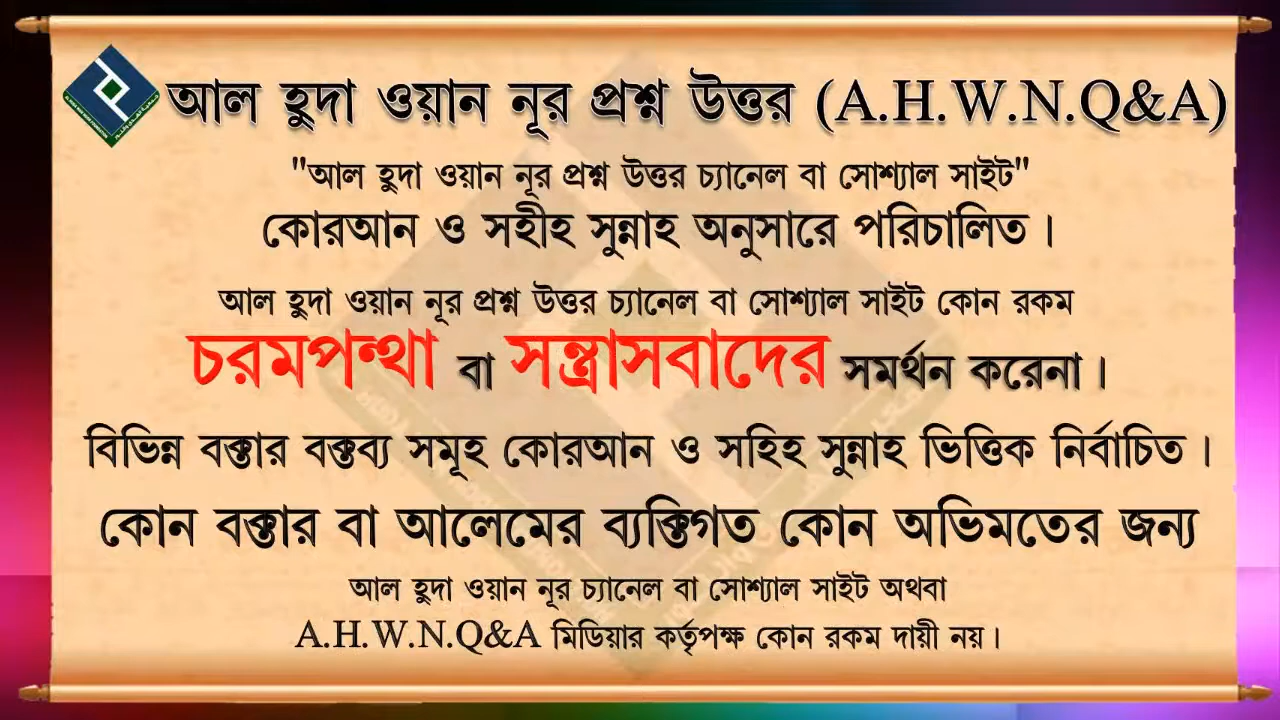 আল হুদা ওয়ান নূর প্রশ্ন উত্তর (A.H.W.N.Q&A)
"আল হুদা ওয়ান নূর প্রশ্ন উত্তর চ্যানেল বা সোশ্যাল সাইট"
কোরআন ও সহীহ সুন্নাহ অনুসারে পরিচালিত।
আল হুদা ওয়ান নূর প্রশ্ন উত্তর চ্যানেল বা সোশ্যাল সাইট কোন রকম
চরমপন্থা বা সন্ত্রাসবাদের সমর্থন করেনা।
বিভিন্ন বক্তার বক্তব্য সমূহ কোরআন ও সহিহ সুন্নাহ ভিত্তিক নির্বাচিত।
কোন বক্তার বা আলেমের ব্যক্তিগত কোন অভিমতের জন্য
আল হুদা ওয়ান নূর চ্যানেল বা সোশ্যাল সাইট অথবা
A.H.W.N.Q&A মিডিয়ার কর্তৃপক্ষ কোন রকম দায়ী নয়।